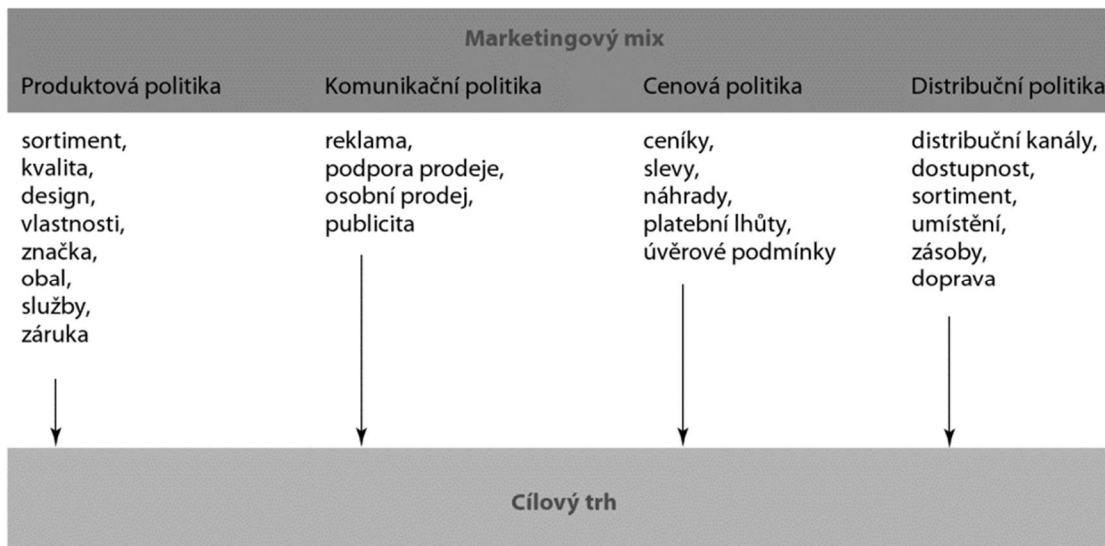 Marketingový mix
Produktová politika
Komunikační politika
Cenová politika
Distribuční politika
sortiment,
kvalita,
design,
vlastnosti,
značka,
obal,
služby,
záruka
reklama,
podpora prodeje,
osobní prodej,
publicita
ceníky,
slevy,
náhrady,
platební lhůty,
úvěrové podmínky
distribuční kanály,
dostupnost,
sortiment,
umístění,
zásoby,
doprava
Cílový trh